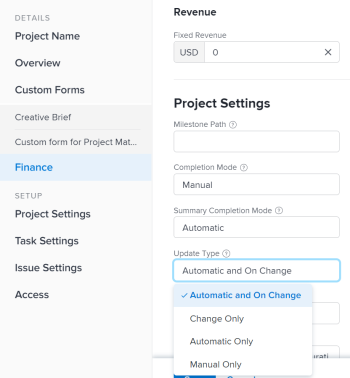 DETAILS
Project Name
Overview
Custom Forms
Creative Brief
Custom form for Project Mat...
Finance
SETUP
Project Settings
Task Settings
Issue Settings
Access
Revenue
Fixed Revenue
USD 0
Project Settings
Milestone Path
Completion Mode
Manual
Summary Completion Mode
Automatic
Update Type
Automatic and On Change
Automatic and On Change
Change Only
Automatic Only
Manual Only